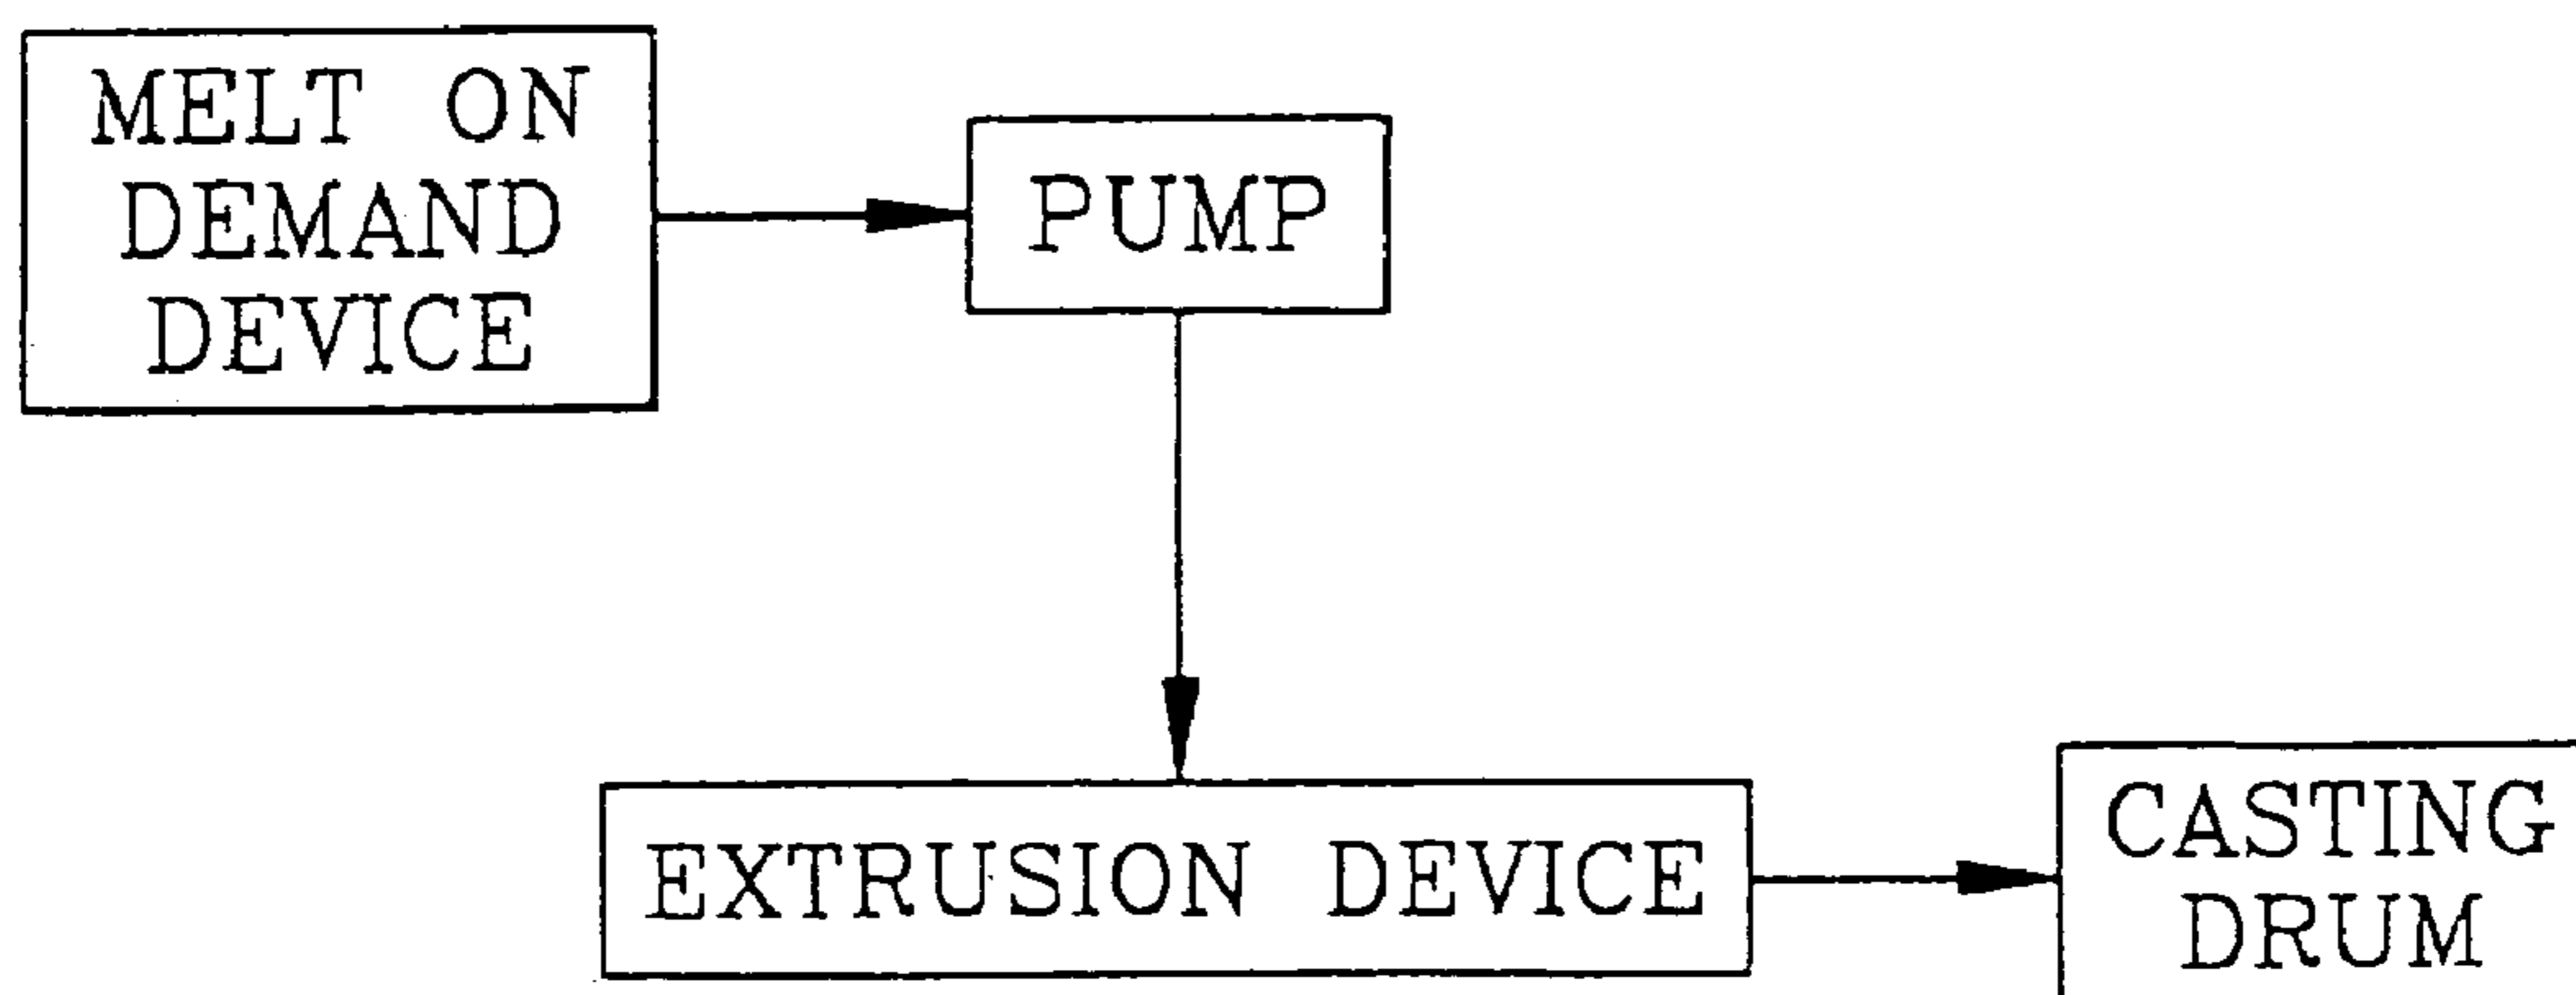 MELT ON
DEMAND
DEVICE
PUMP
EXTRUSION DEVICE
CASTING
DRUM